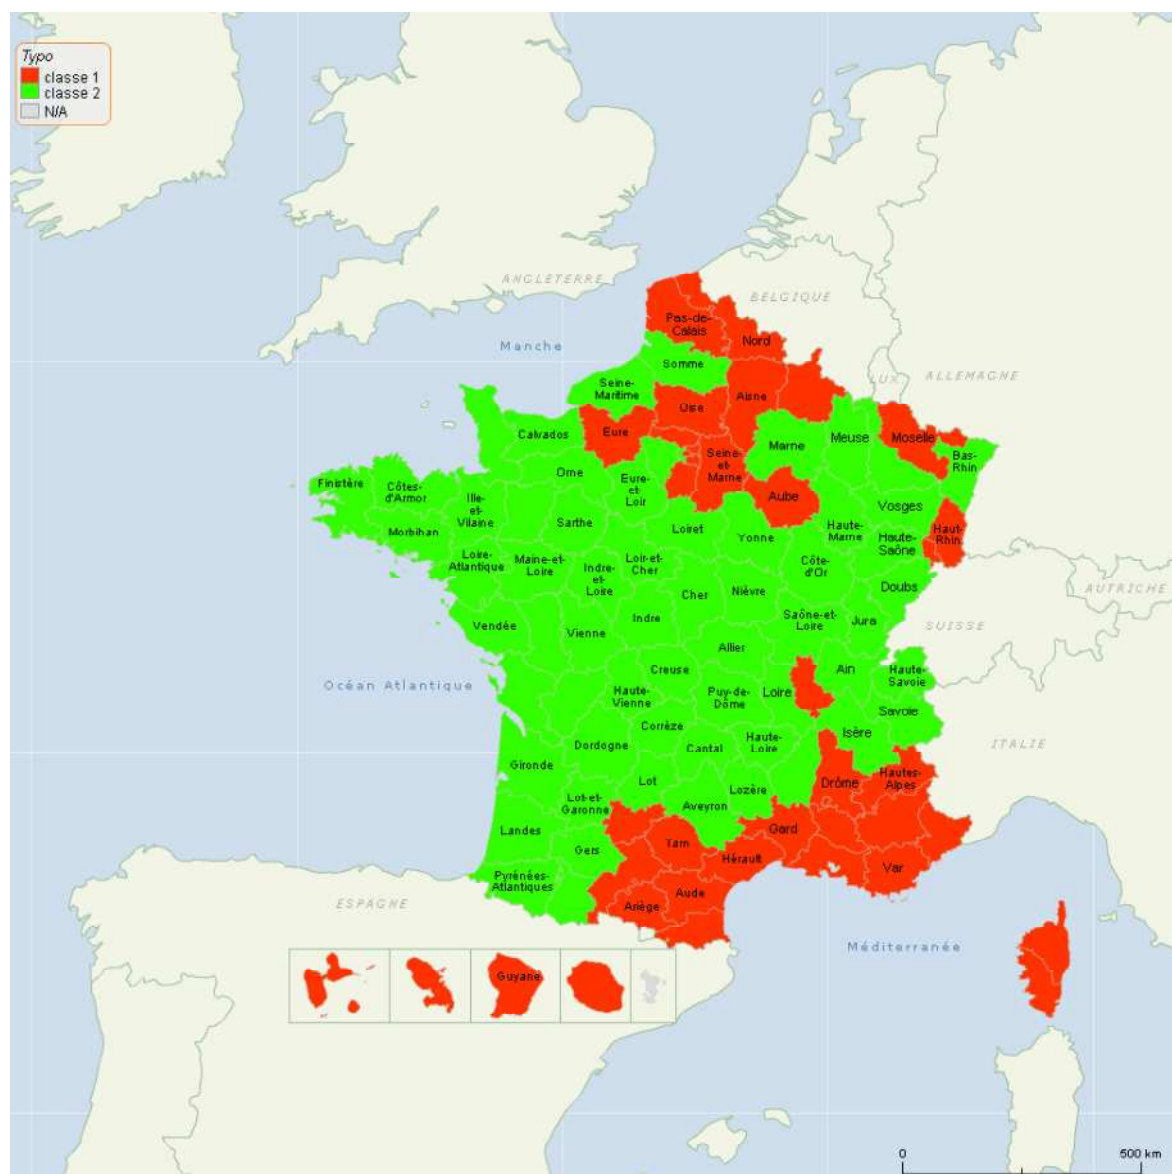 Typo
classe 1
classe 2
N/A
ANGLETERRE
BELGIQUE
Pas-de-
Calais
Manche
Nord
Somme
LUX
ALLEMAGNE
Seine-
Maritime
Aisne
Oise
Eure
Calvados
Marne
Meuse
Moselle
Bas-
Rhin
Seine-
et-
Marne
Orne
Eure-
et-
Loir
Finistère
Côtes-
d'Armor
Ille-
et-
Vilaine
Aube
Vosges
Sarthe
Morbihan
Loiret
Yonne
Haute-
Marne
Haut-
Rhin
Haute-
Saône
Loire-
Atlantique
Maine-et-
Loire
Indre-
et-
Loire
Loir-et-
Cher
Côte-
d'Or
Doubs
AUTRICHE
Cher
Nièvre
Vendée
Vienne
Indre
Saône-et-
Loire
Jura
SUISSE
Allier
Océan Atlantique
Creuse
Haute-
Vienne
Puy-de-
Dôme
Loire
Ain
Haute-
Savoie
Savoie
Corrèze
Isère
Dordogne
Cantal
Haute-
Loire
ITALIE
Gironde
Lot
Lozère
Drôme
Hautes-
Alpes
Lot-et-
Garonne
Aveyron
Landes
Gers
Tarn
Gard
Hérault
Var
Pyrénées-
Atlantiques
Aude
Ariège
ESPAGNE
Méditerranée
Guyane
0
500 km